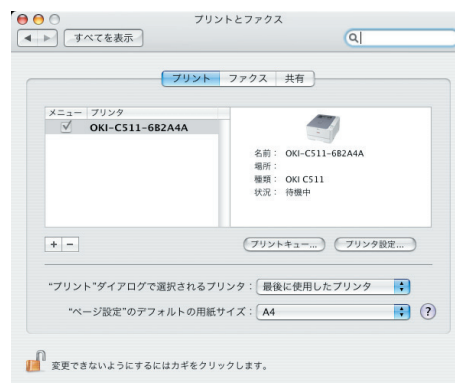 プリントとファクス
すべてを表示
プリント ファクス 共有
メニュー プリンタ
OKI-C511-6B2A4A
名前： OKI-C511-6B2A4A
場所：
種類： OKI C511
状況： 待機中
+ −
プリントキュー... プリンタ設定...
“プリント”ダイアログで選択されるプリンタ： 最後に使用したプリンタ
“ページ設定”のデフォルトの用紙サイズ： A4 ?
変更できないようにするにはカギをクリックします。